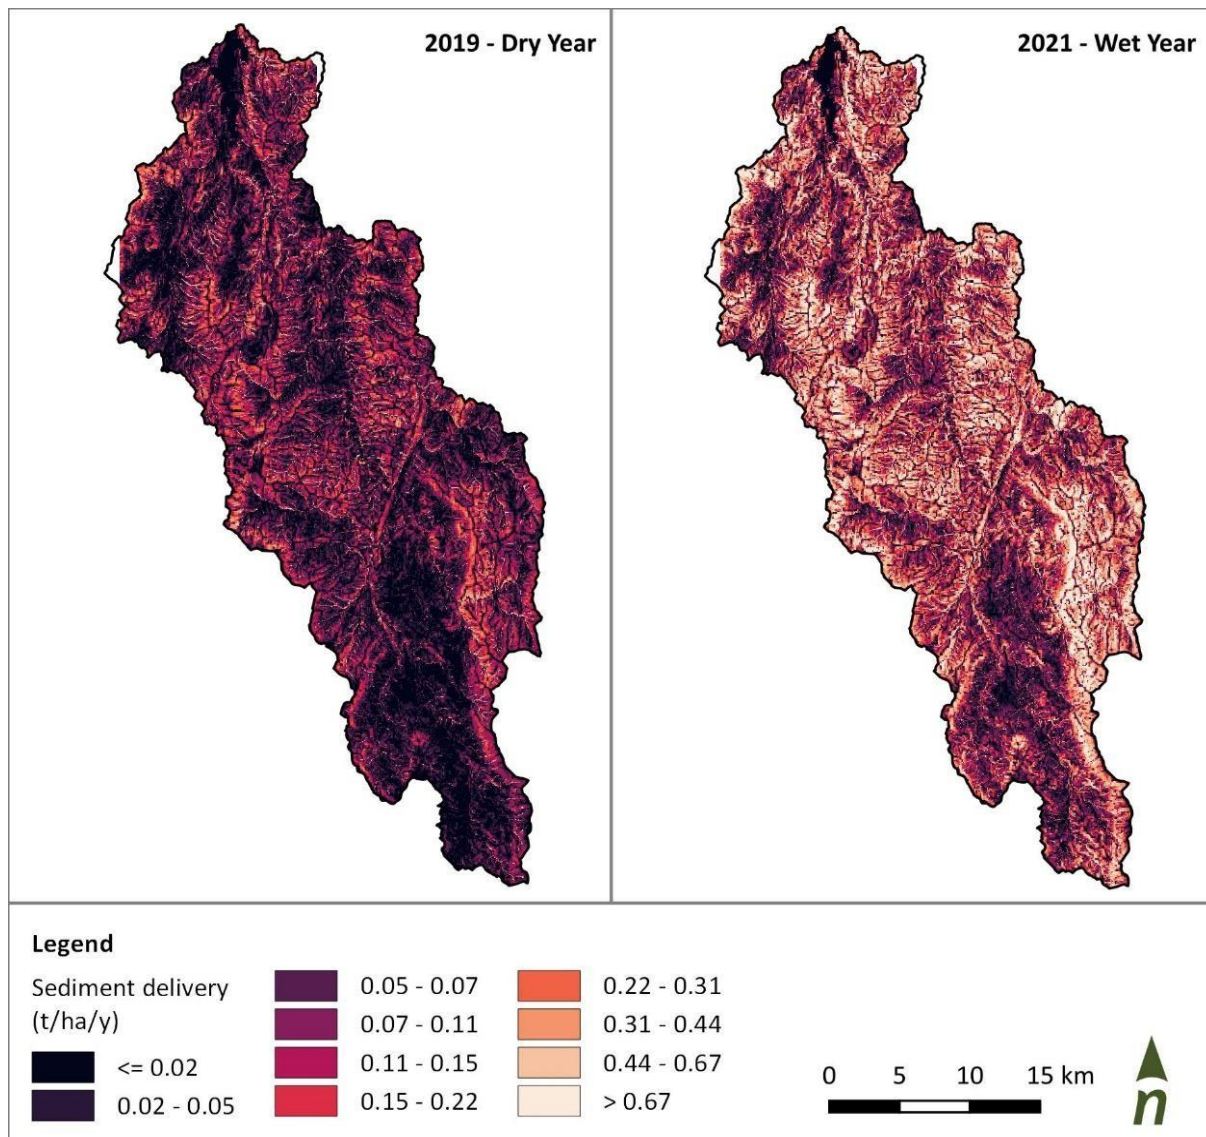 2019 - Dry Year
2021 - Wet Year
Legend
Sediment delivery
(t/ha/y)
<= 0.02
0.02 - 0.05
0.05 - 0.07
0.07 - 0.11
0.11 - 0.15
0.15 - 0.22
0.22 - 0.31
0.31 - 0.44
0.44 - 0.67
> 0.67
0 5 10 15 km
n